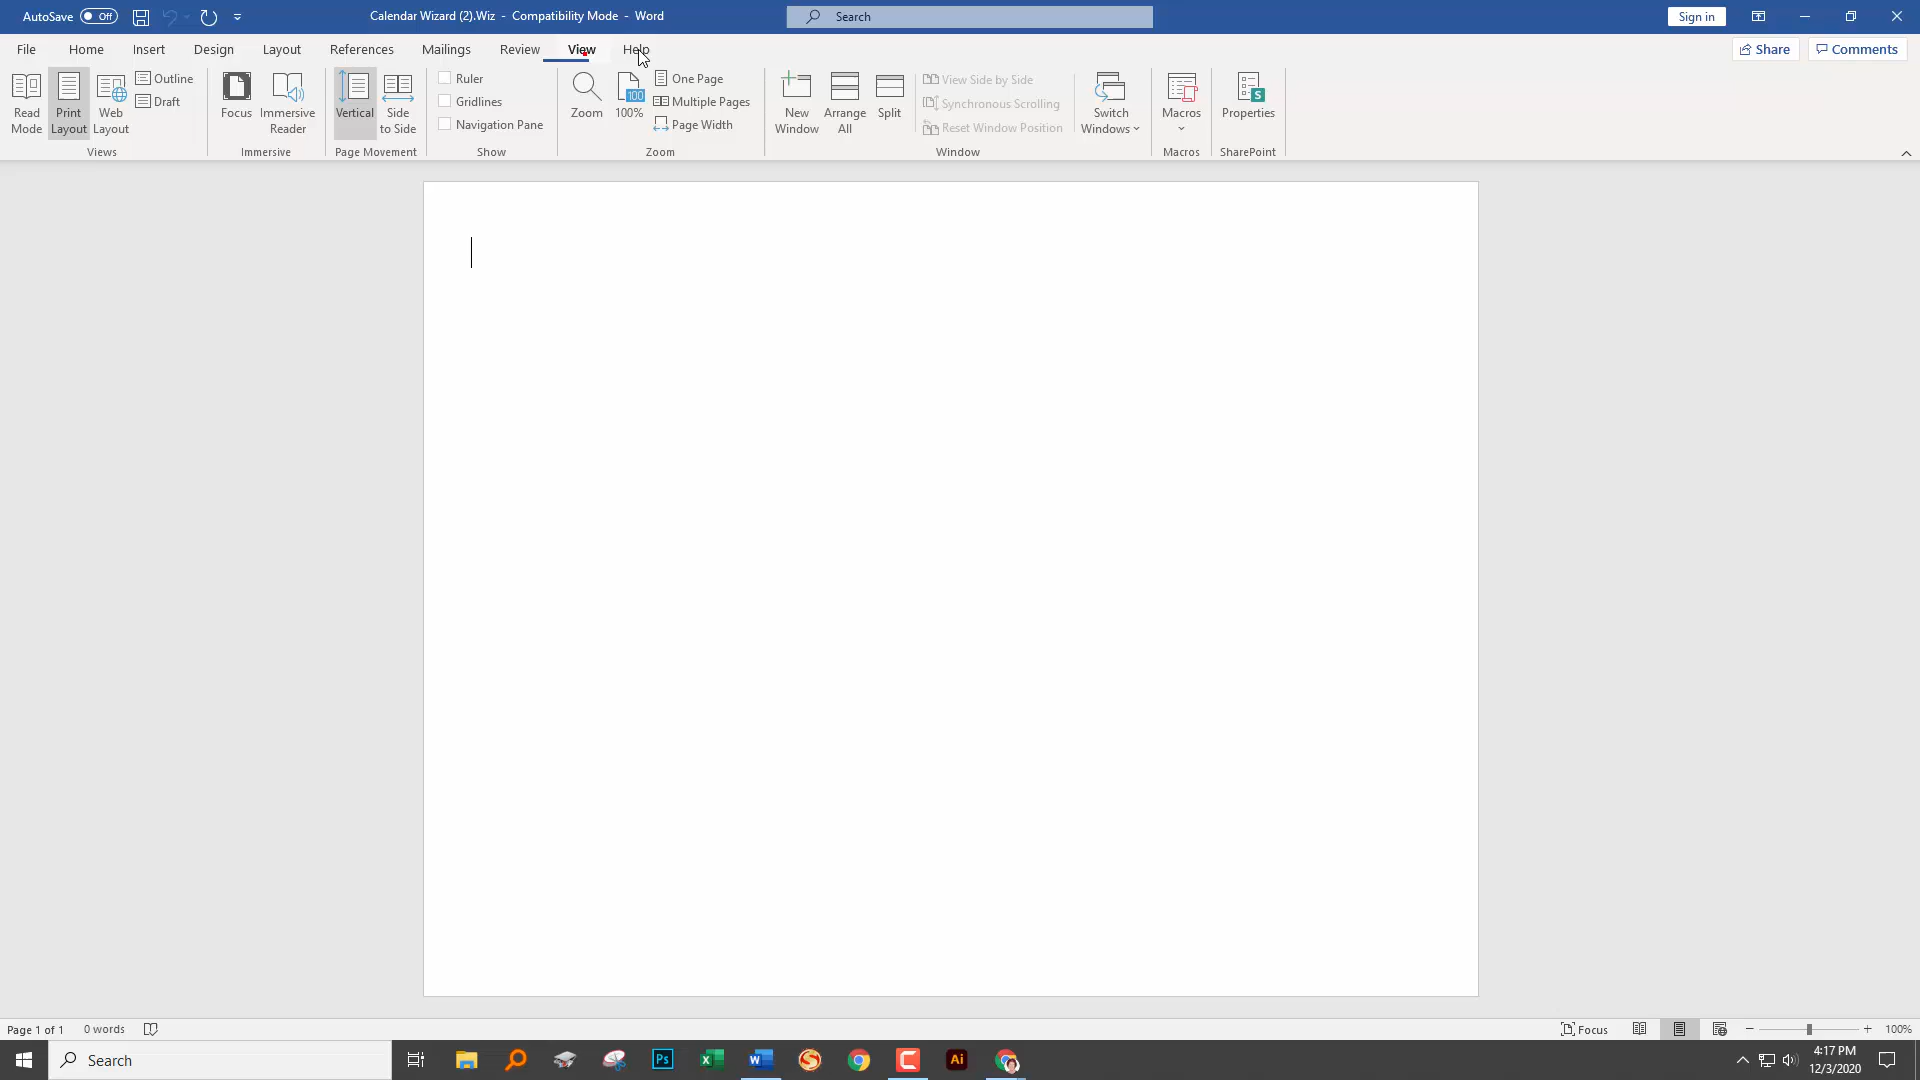 AutoSave Off Calendar Wizard (2).Wiz - Compatibility Mode - Word Search Sign in
File Home Insert Design Layout References Mailings Review View Help Share Comments
Read Mode
Print Layout
Web Layout
Outline
Draft
Views
Focus
Immersive Reader
Immersive
Vertical
Side to Side
Page Movement
Ruler
Gridlines
Navigation Pane
Show
Zoom
100
100%
One Page
Multiple Pages
Page Width
Zoom
New Window
Arrange All
Split
View Side by Side
Synchronous Scrolling
Reset Window Position
Switch Windows
Window
Macros
Macros
S
Properties
SharePoint
Page 1 of 1 0 words Focus 100%
Search Ps W Ai 4:17 PM
12/3/2020